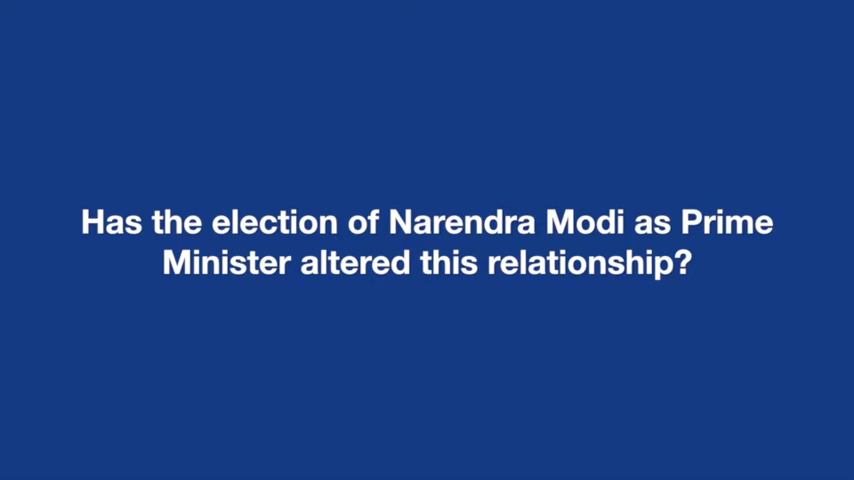 Has the election of Narendra Modi as Prime
Minister altered this relationship?